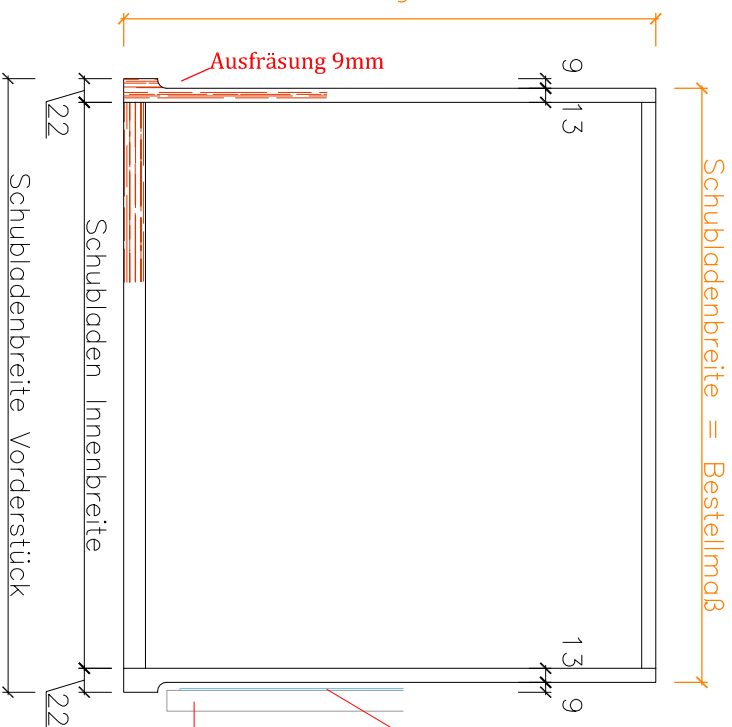 Ausfräsung 9mm
9
13
22
Schubladenbreite = Bestellmaß
Schubladen Innenbreite
Schubladenbreite Vorderstück
13
9
22